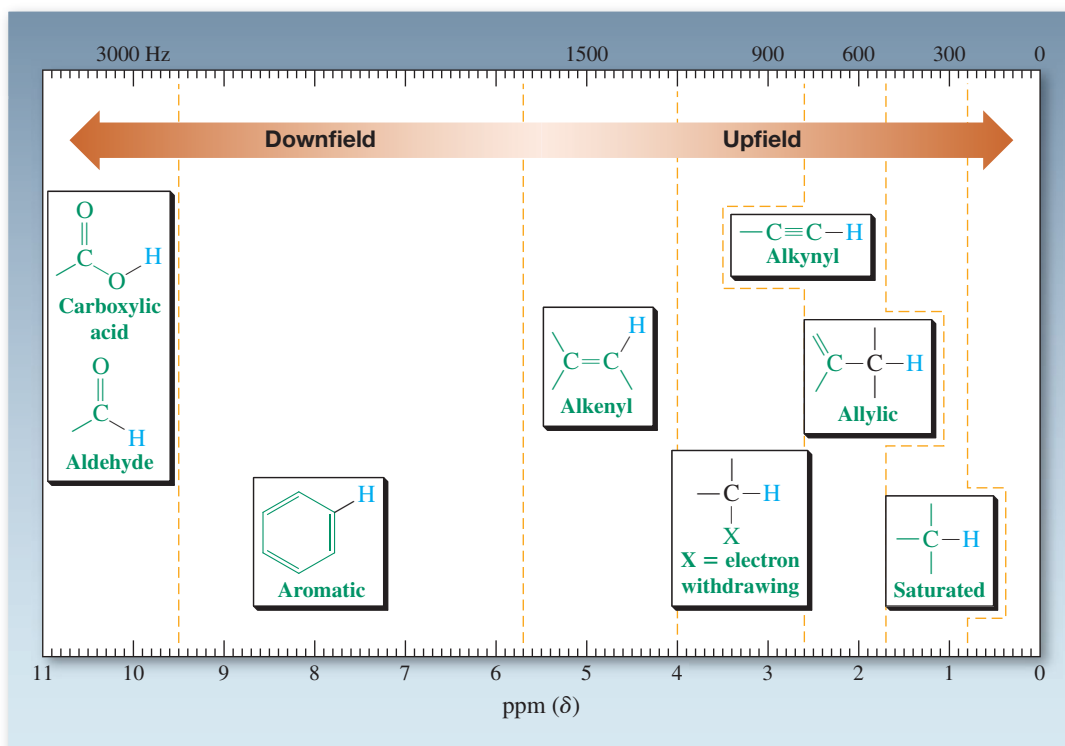 3000 Hz 1500 900 600 300 0
Downfield Upfield
O
C
O
H
Carboxylic
acid
O
C
H
Aldehyde
H
Aromatic
H
C=C
Alkenyl
—C≡C—H
Alkynyl
C—C—H
Allylic
—C—H
X
X = electron
withdrawing
—C—H
Saturated
11 10 9 8 7 6 5 4 3 2 1 0
ppm (δ)